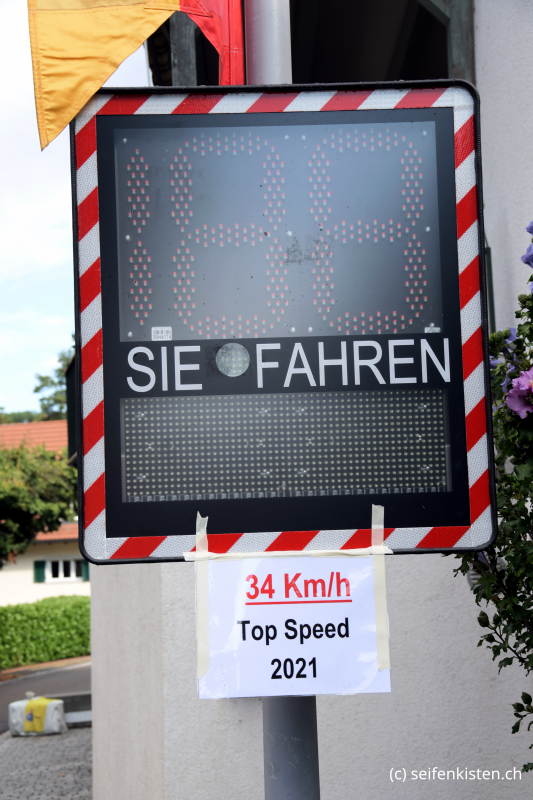 SIE FAHREN
34 Km/h
Top Speed
2021
(c) seifenkisten.ch